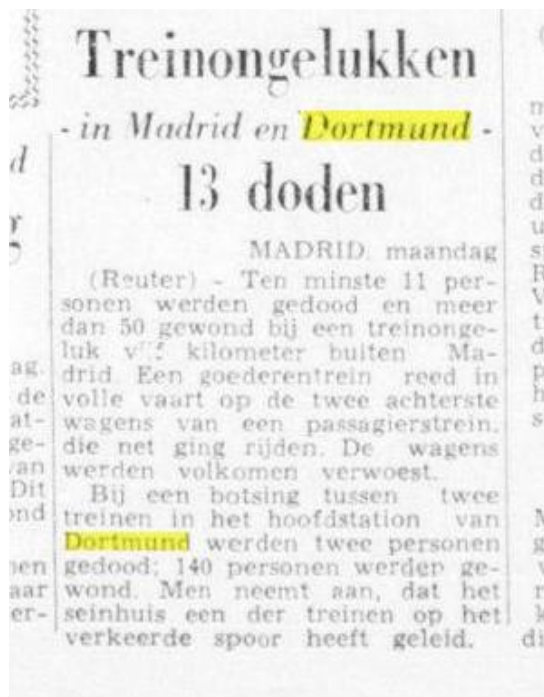 Treinongelukken
- in Madrid en Dortmund -
13 doden
MADRID, maandag
(Reuter) - Ten minste 11 per-
sonen werden gedood en meer
dan 50 gewond bij een treinonge-
luk kilometer buiten Ma-
drid. Een goederentrein reed in
volle vaart op de twee achterste
wagens van een passagierstrein,
die net ging rijden. De wagens
werden volkomen verwoest.
Bij een botsing tussen twee
treinen in het hoofdstation van
Dortmund werden twee personen
gedood; 140 personen werden ge-
wond. Men neemt aan, dat het
seinhuis een der treinen op het
verkeerde spoor heeft geleid.